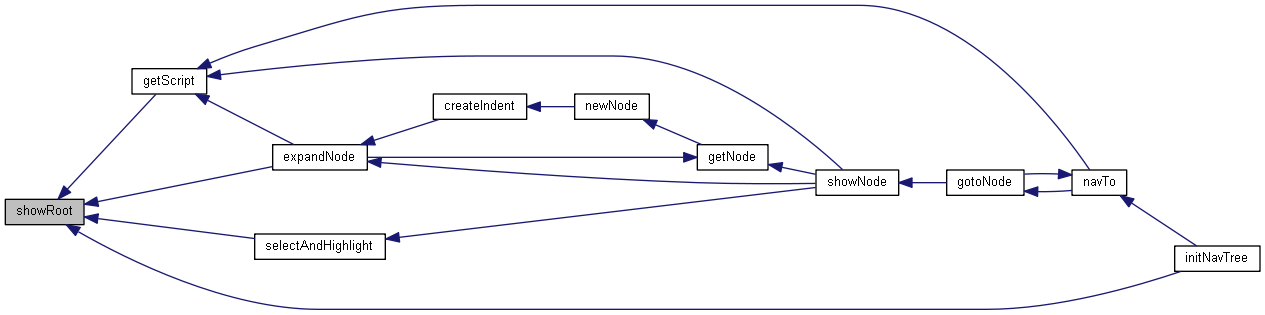 getScript
createIndent
newNode
expandNode
getNode
showNode
gotoNode
navTo
showRoot
selectAndHighlight
initNavTree